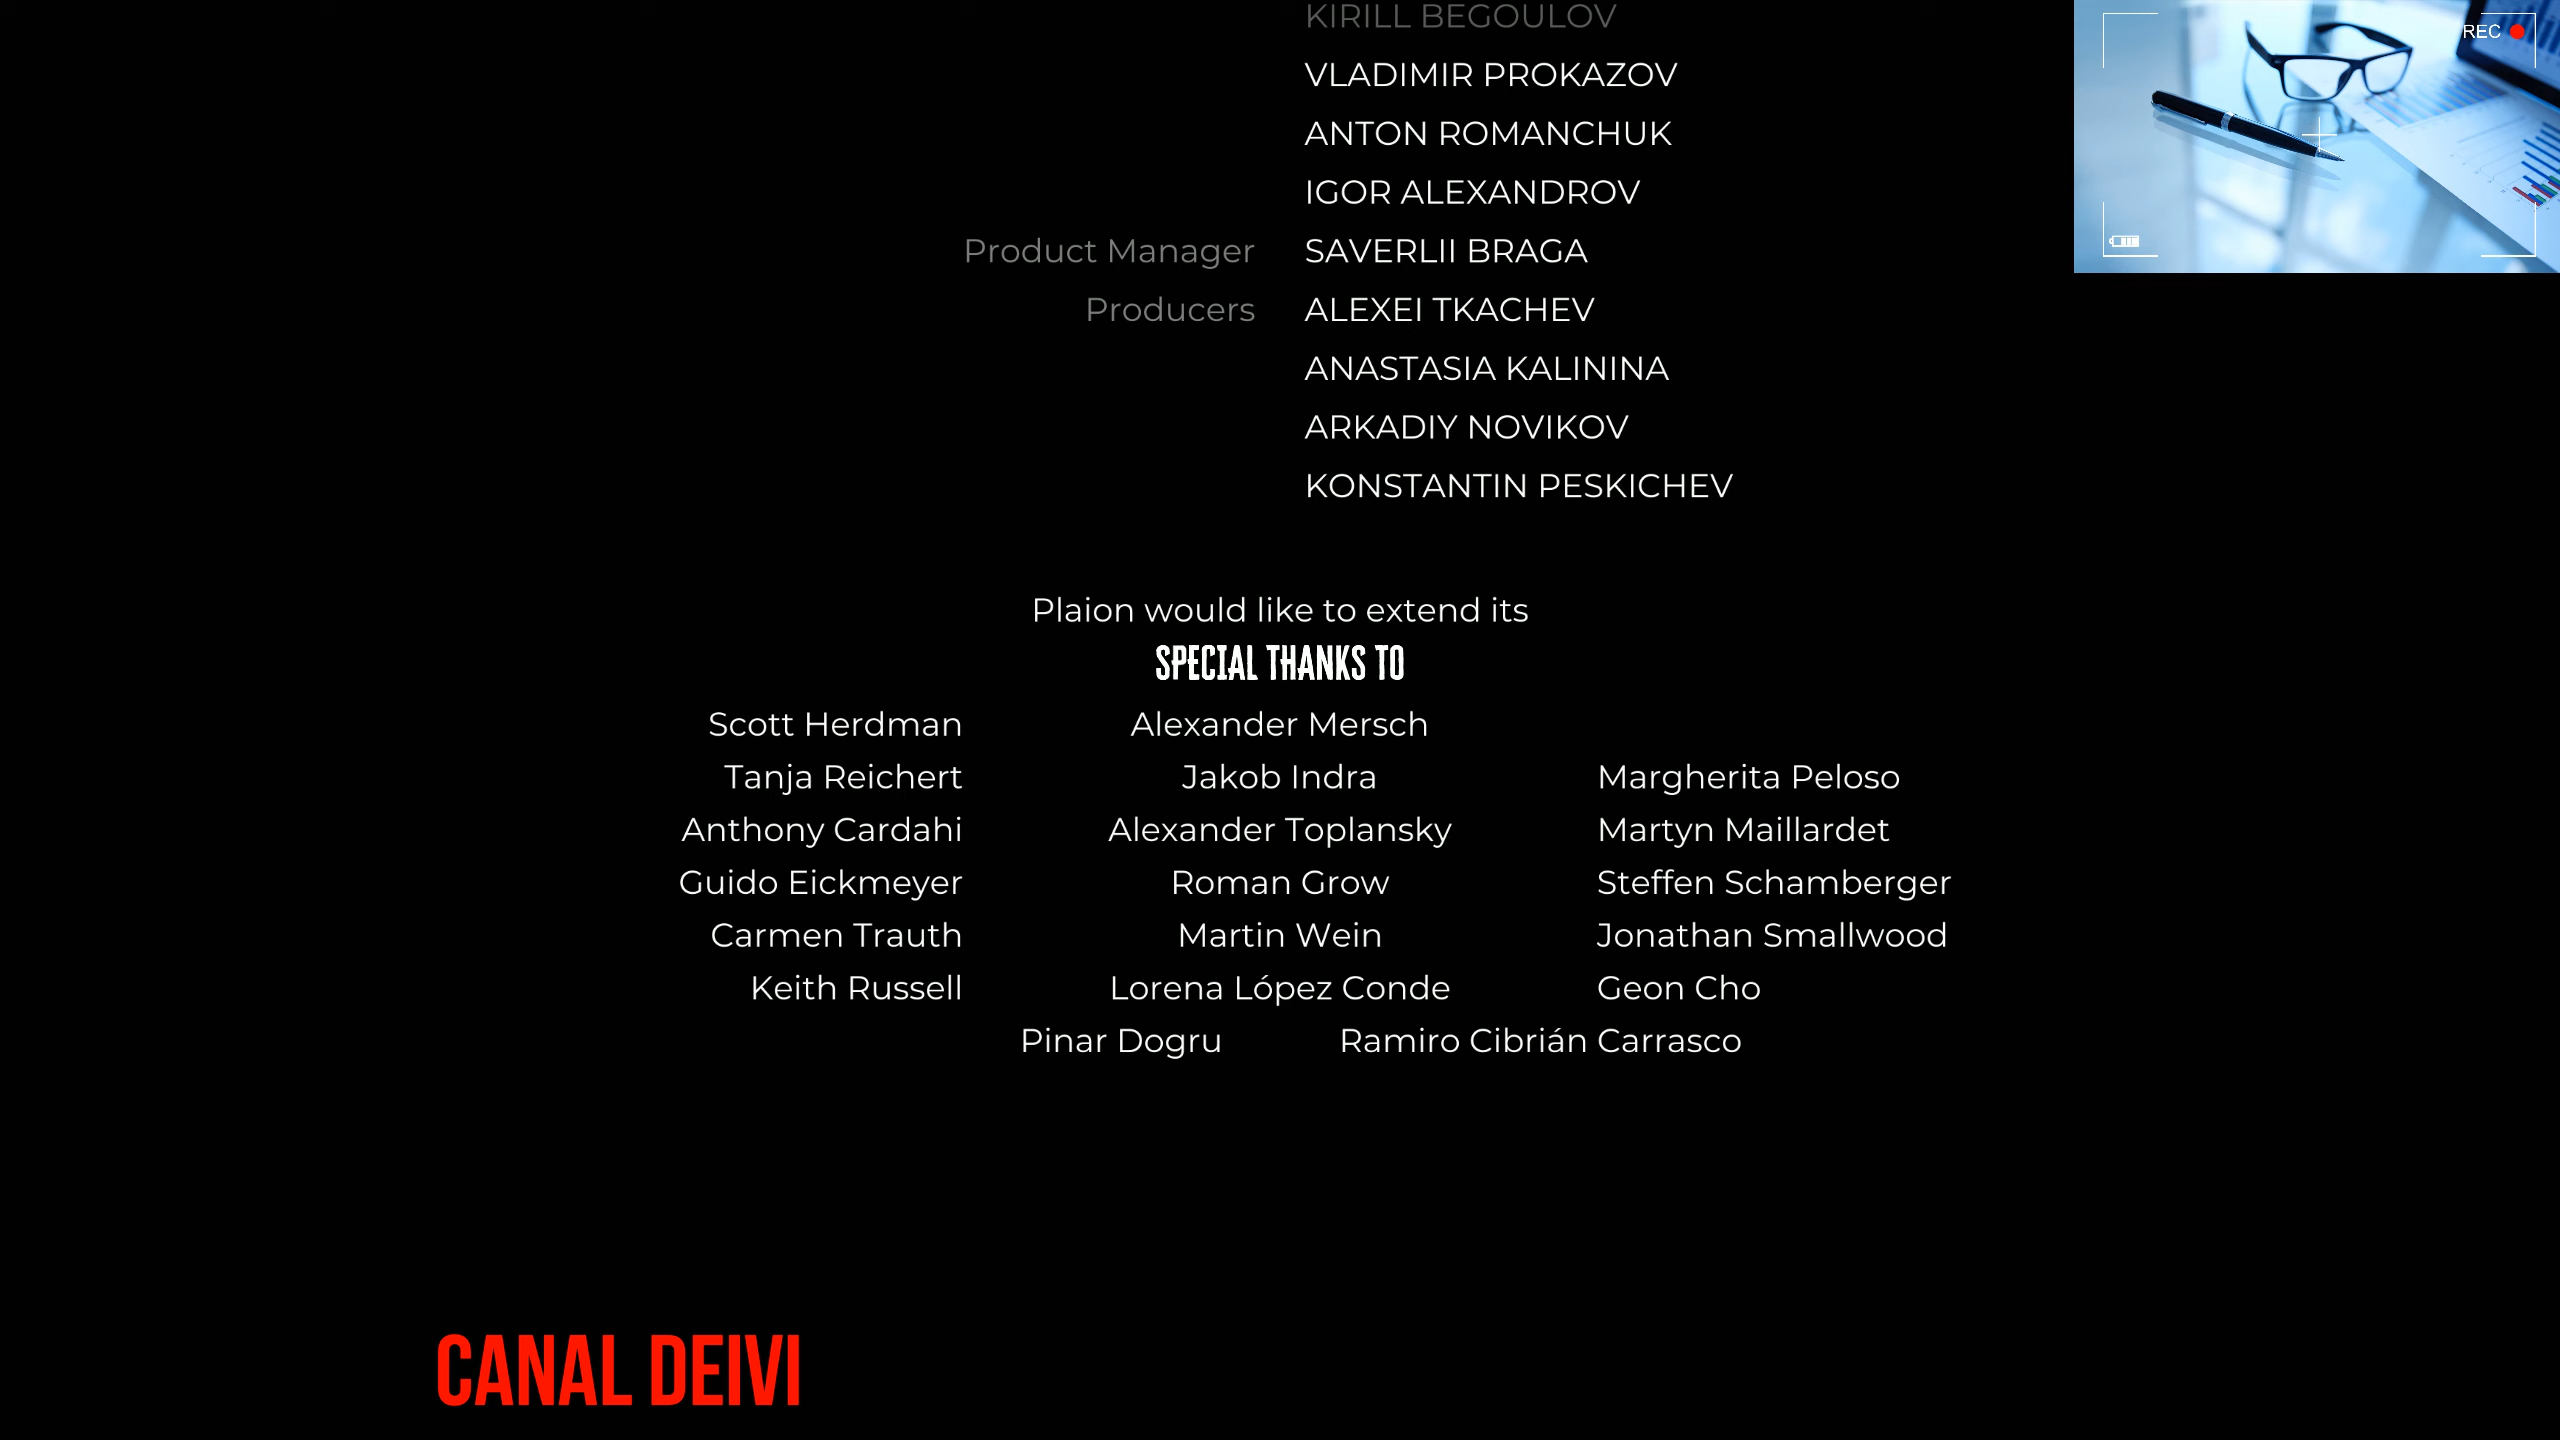 KIRILL BEGOULOV
REC
VLADIMIR PROKAZOV
ANTON ROMANCHUK
IGOR ALEXANDROV
Product Manager SAVERLII BRAGA
Producers ALEXEI TKACHEV
ANASTASIA KALININA
ARKADIY NOVIKOV
KONSTANTIN PESKICHEV
Plaion would like to extend its
SPECIAL THANKS TO
Scott Herdman Alexander Mersch
Tanja Reichert Jakob Indra Margherita Peloso
Anthony Cardahi Alexander Toplansky Martyn Maillardet
Guido Eickmeyer Roman Grow Steffen Schamberger
Carmen Trauth Martin Wein Jonathan Smallwood
Keith Russell Lorena López Conde Geon Cho
Pinar Dogru Ramiro Cibrián Carrasco
CANAL DEIVI